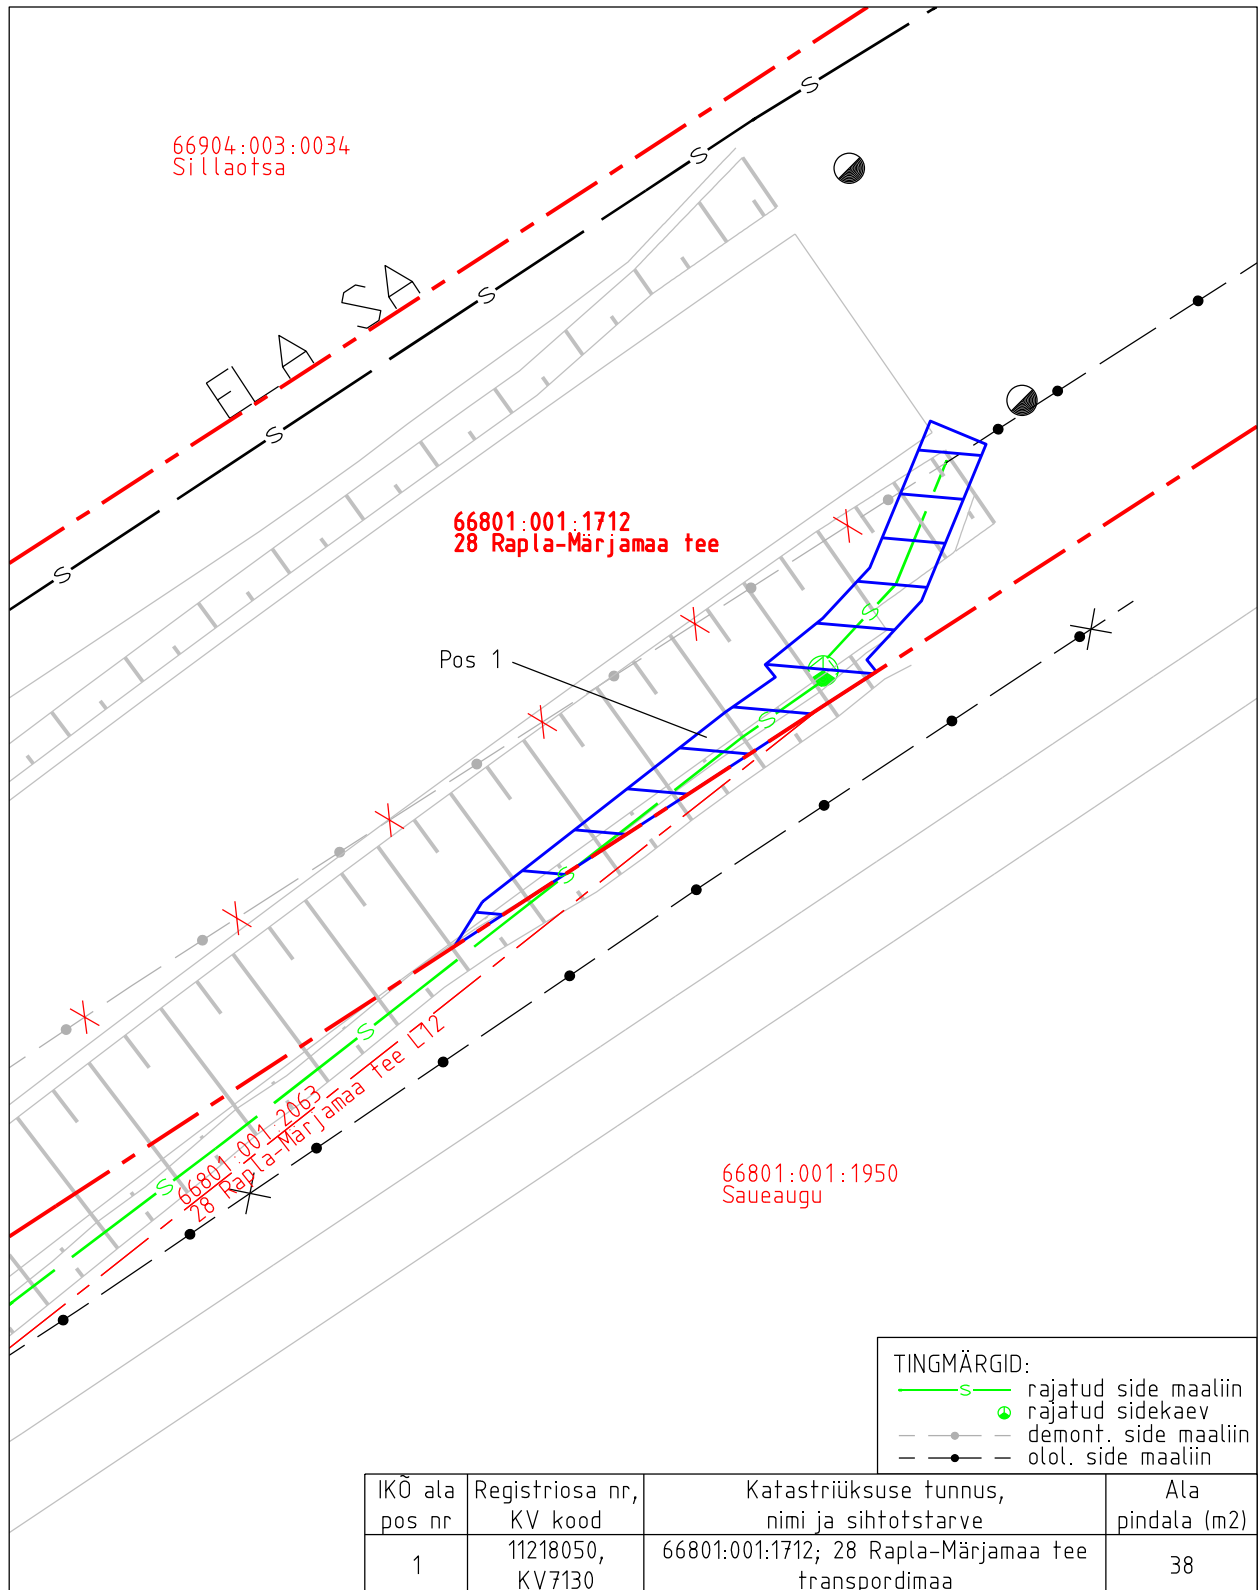 66904:003:0034
Sillaotsa
ELA SA
66801:001:1712
28 Rapla-Märjamaa tee
Pos 1
66801:001:2063
28 Rapla-Märjamaa tee L12
66801:001:1950
Saueaugu
TINGMÄRGID:
S rajatud side maaliin
rajatud sidekaev
demont. side maaliin
olol. side maaliin
IKÕ ala pos nr
Registriosa nr, KV kood
Katastriüksuse tunnus, nimi ja sihtotstarve
Ala pindala (m2)
1
11218050, KV7130
66801:001:1712; 28 Rapla-Märjamaa tee transpordimaa
38